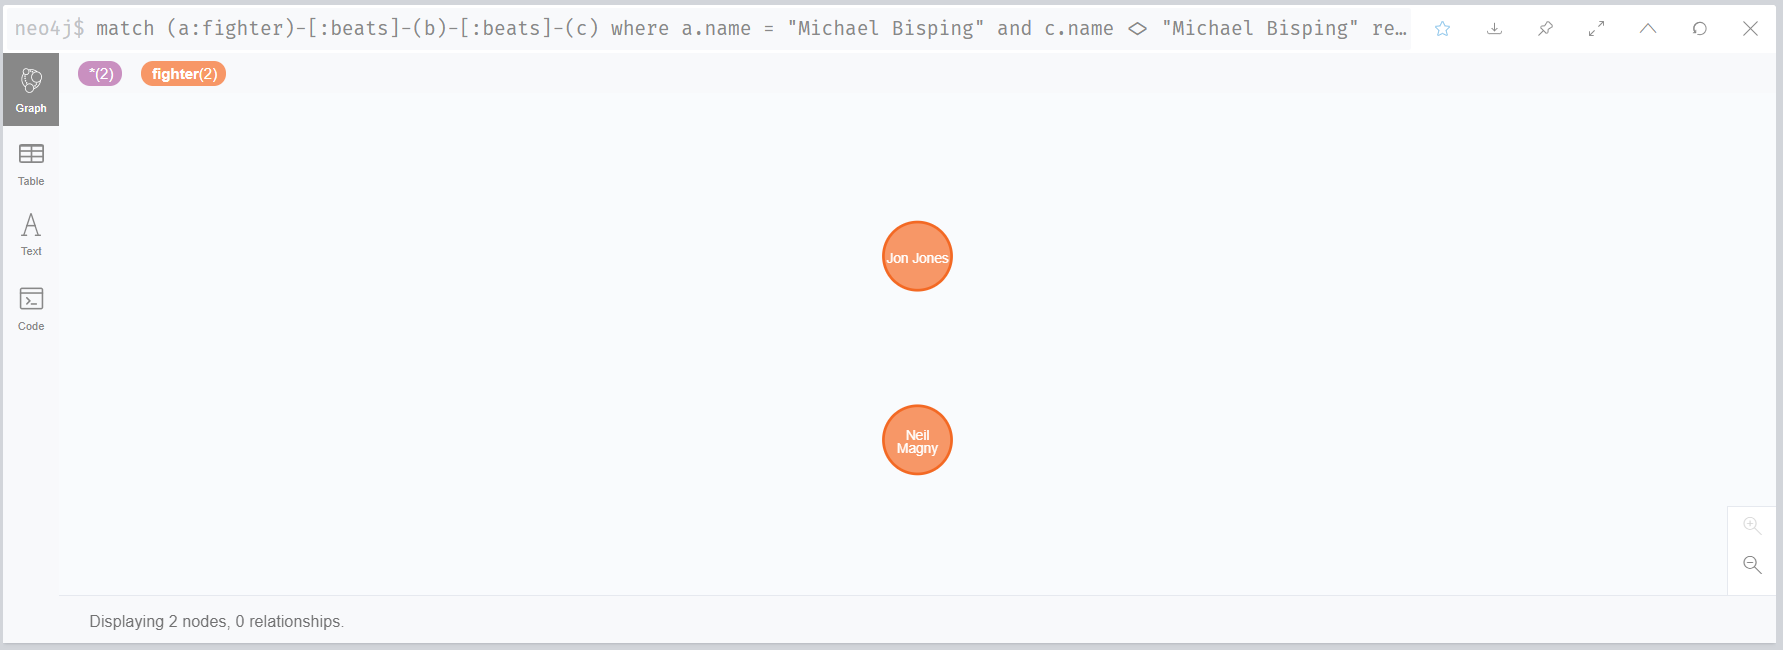 neo4j$ match (a:fighter)-[:beats]-(b)-[:beats]-(c) where a.name = "Michael Bisping" and c.name <> "Michael Bisping" re…
*(2) fighter(2)
Graph
Table
A
Text
Code
Jon Jones
Neil
Magny
Displaying 2 nodes, 0 relationships.